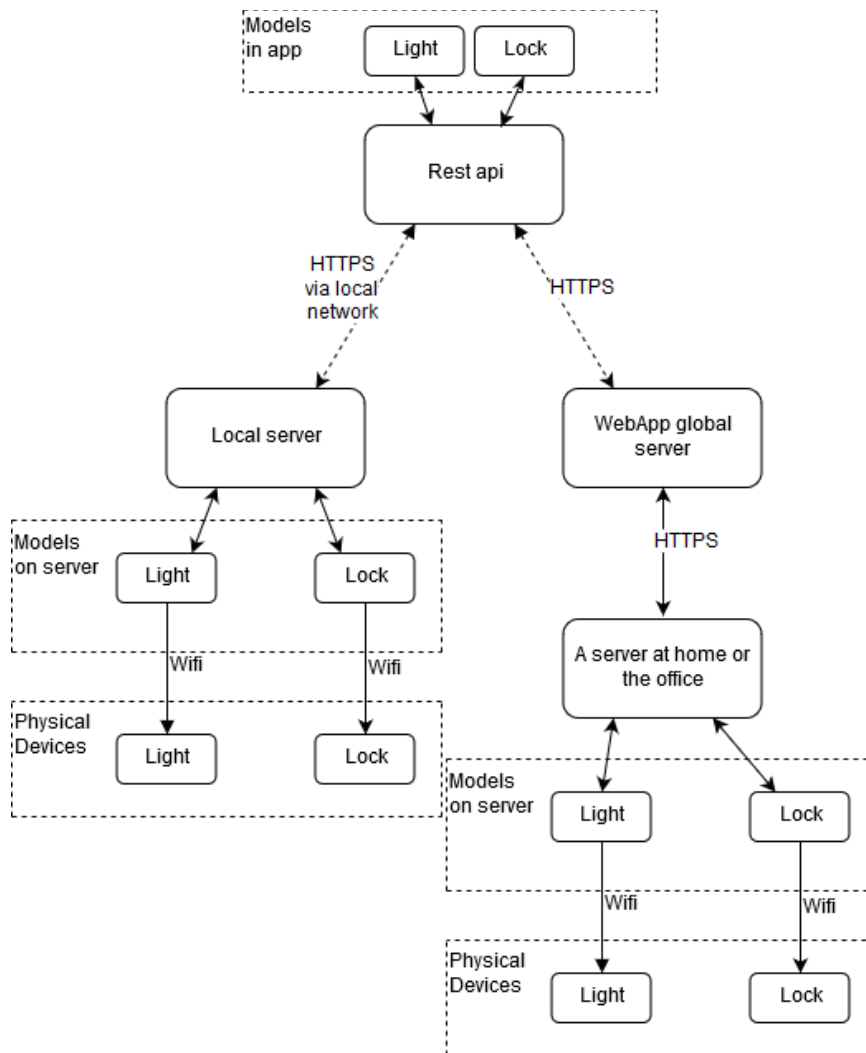 Models
in app
Light
Lock
Rest api
HTTPS
via local
network
HTTPS
Local server
WebApp global
server
HTTPS
Models
on server
Light
Lock
Wifi
Wifi
A server at home or
the office
Physical
Devices
Light
Lock
Models
on server
Light
Lock
Wifi
Wifi
Physical
Devices
Light
Lock